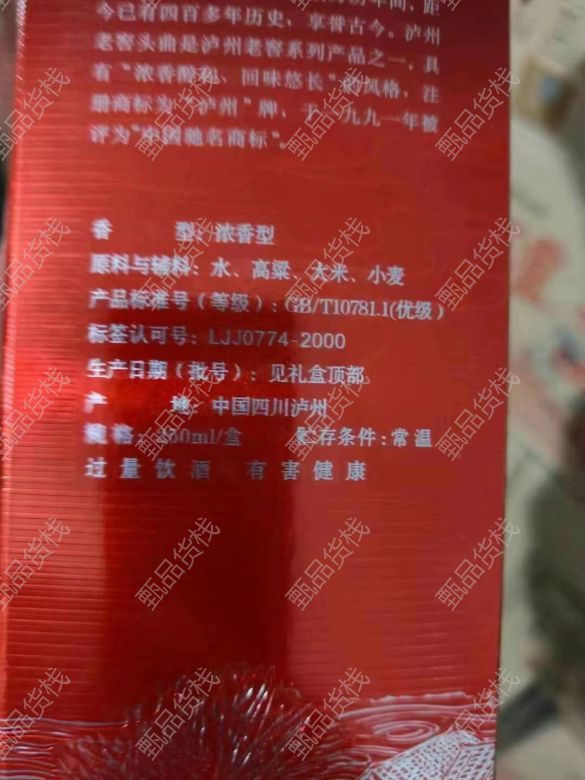 今已有四百多年历史，享誉古今。泸州
老窖头曲是泸州老窖系列产品之一，具
有“浓香醇和、回味悠长”的风格，注
册商标为“泸州”牌，于一九九一年被
评为“中国驰名商标”。
香 型：浓香型
原料与辅料：水、高粱、大米、小麦
产品标准号（等级）：GB/T10781.1(优级）
标签认可号：LJJ0774-2000
生产日期（批号）：见礼盒顶部
产 地：中国四川泸州
规格： ml/盒 贮存条件：常温
过量饮酒 有害健康
甄品货栈